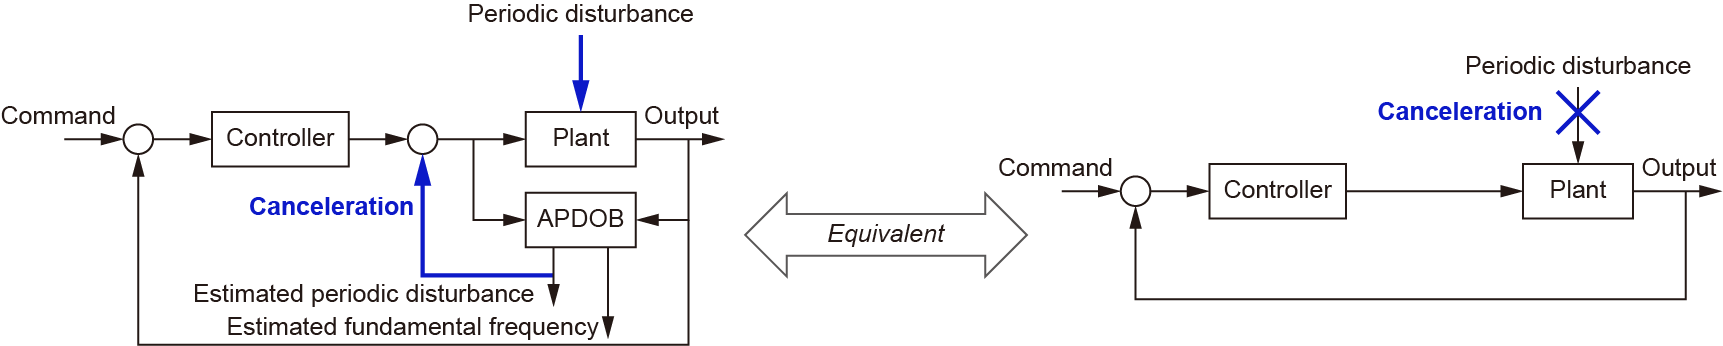 Periodic disturbance
Command
Controller
Plant
Output
Canceleration
APDOB
Estimated periodic disturbance
Estimated fundamental frequency
Equivalent
Periodic disturbance
Canceleration
Command
Controller
Plant
Output